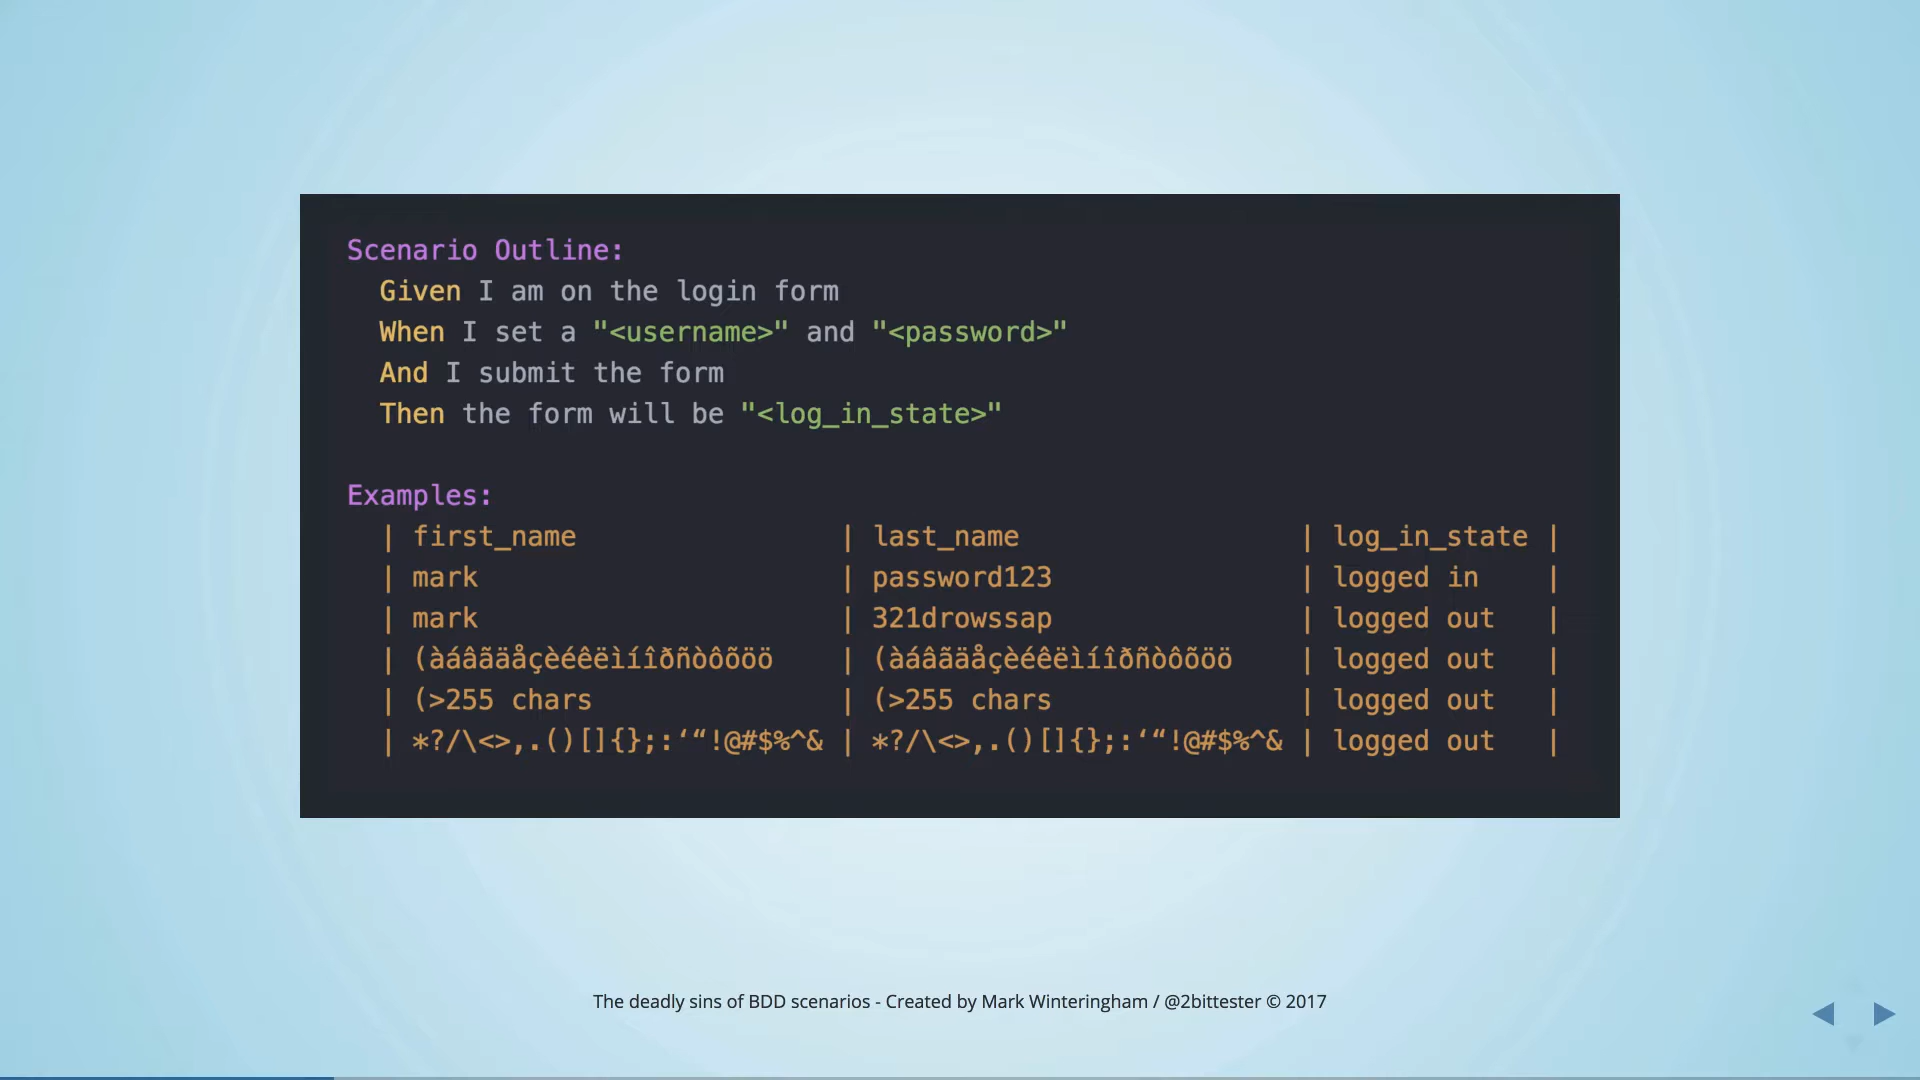 Scenario Outline:
Given I am on the login form
When I set a "<username>" and "<password>"
And I submit the form
Then the form will be "<log_in_state>"
Examples:
| first_name | last_name | log_in_state |
| mark | password123 | logged in |
| mark | 321drowssap | logged out |
| (àáâãäåçèéêëìíîðñòôõöö | (àáâãäåçèéêëìíîðñòôõöö | logged out |
| (>255 chars | (>255 chars | logged out |
| *?/\<>,.()[]{};:‘“!@#$%^& | *?/\<>,.()[]{};:‘“!@#$%^& | logged out |
The deadly sins of BDD scenarios - Created by Mark Winteringham / @2bittester © 2017